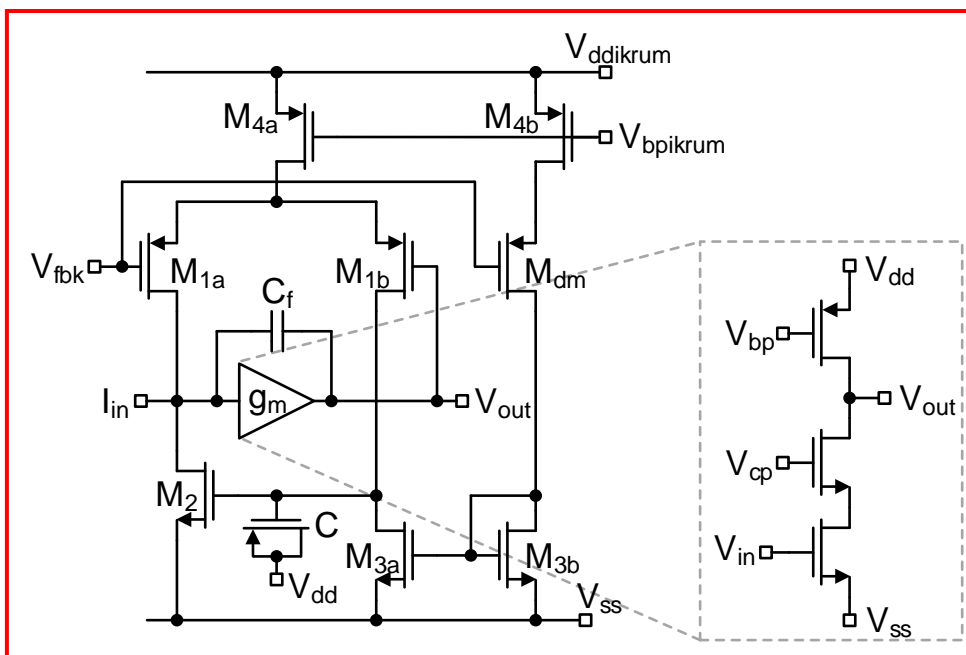 Vddikrum
M4a
M4b
Vbpikrum
Vfbk
M1a
M1b
Mdm
Cf
Iin
gm
Vout
M2
C
Vdd
M3a
M3b
Vss
Vdd
Vbp
Vout
Vcp
Vin
Vss